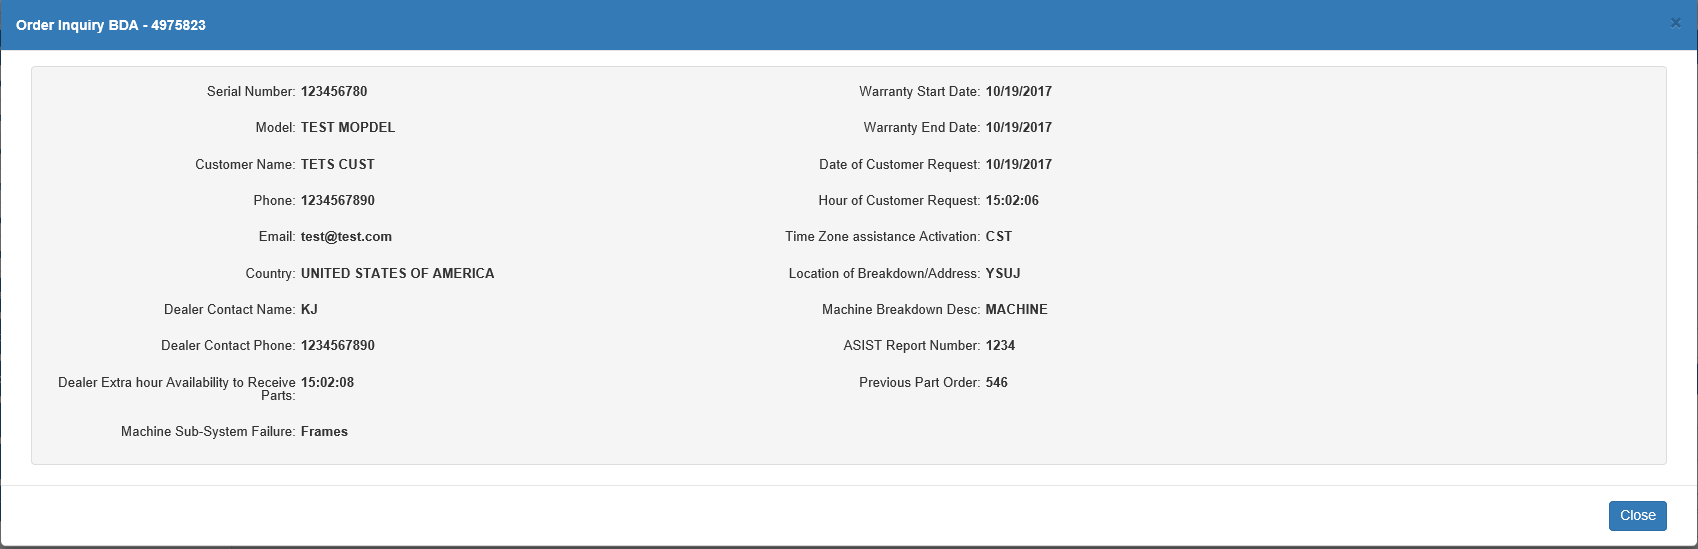 Order Inquiry BDA - 4975823
×
Serial Number: 123456780
Model: TEST MOPDEL
Customer Name: TETS CUST
Phone: 1234567890
Email: test@test.com
Country: UNITED STATES OF AMERICA
Dealer Contact Name: KJ
Dealer Contact Phone: 1234567890
Dealer Extra hour Availability to Receive 15:02:08
Parts:
Machine Sub-System Failure: Frames
Warranty Start Date: 10/19/2017
Warranty End Date: 10/19/2017
Date of Customer Request: 10/19/2017
Hour of Customer Request: 15:02:06
Time Zone assistance Activation: CST
Location of Breakdown/Address: YSUJ
Machine Breakdown Desc: MACHINE
ASIST Report Number: 1234
Previous Part Order: 546
Close